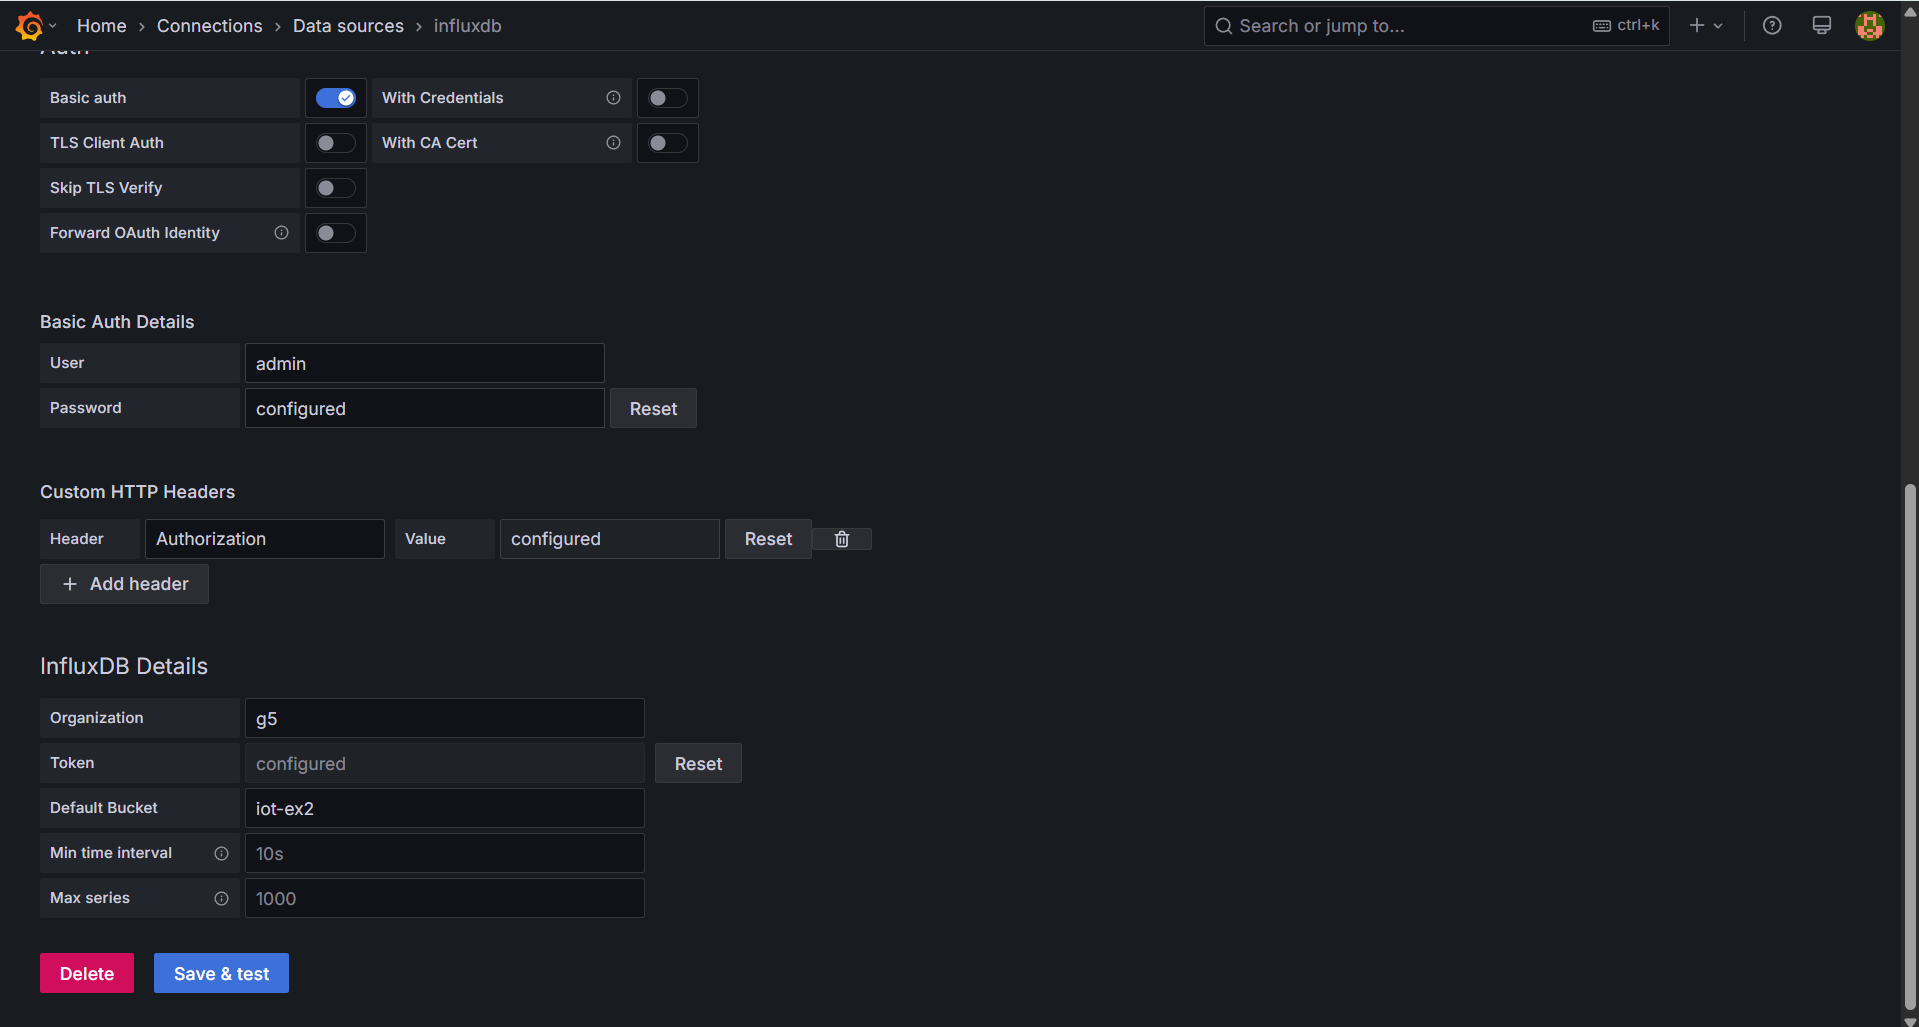 Home › Connections › Data sources › influxdb
Search or jump to... ctrl+k
Auth
Basic auth With Credentials
TLS Client Auth With CA Cert
Skip TLS Verify
Forward OAuth Identity
Basic Auth Details
User admin
Password configured Reset
Custom HTTP Headers
Header Authorization Value configured Reset
+ Add header
InfluxDB Details
Organization g5
Token configured Reset
Default Bucket iot-ex2
Min time interval 10s
Max series 1000
Delete Save & test